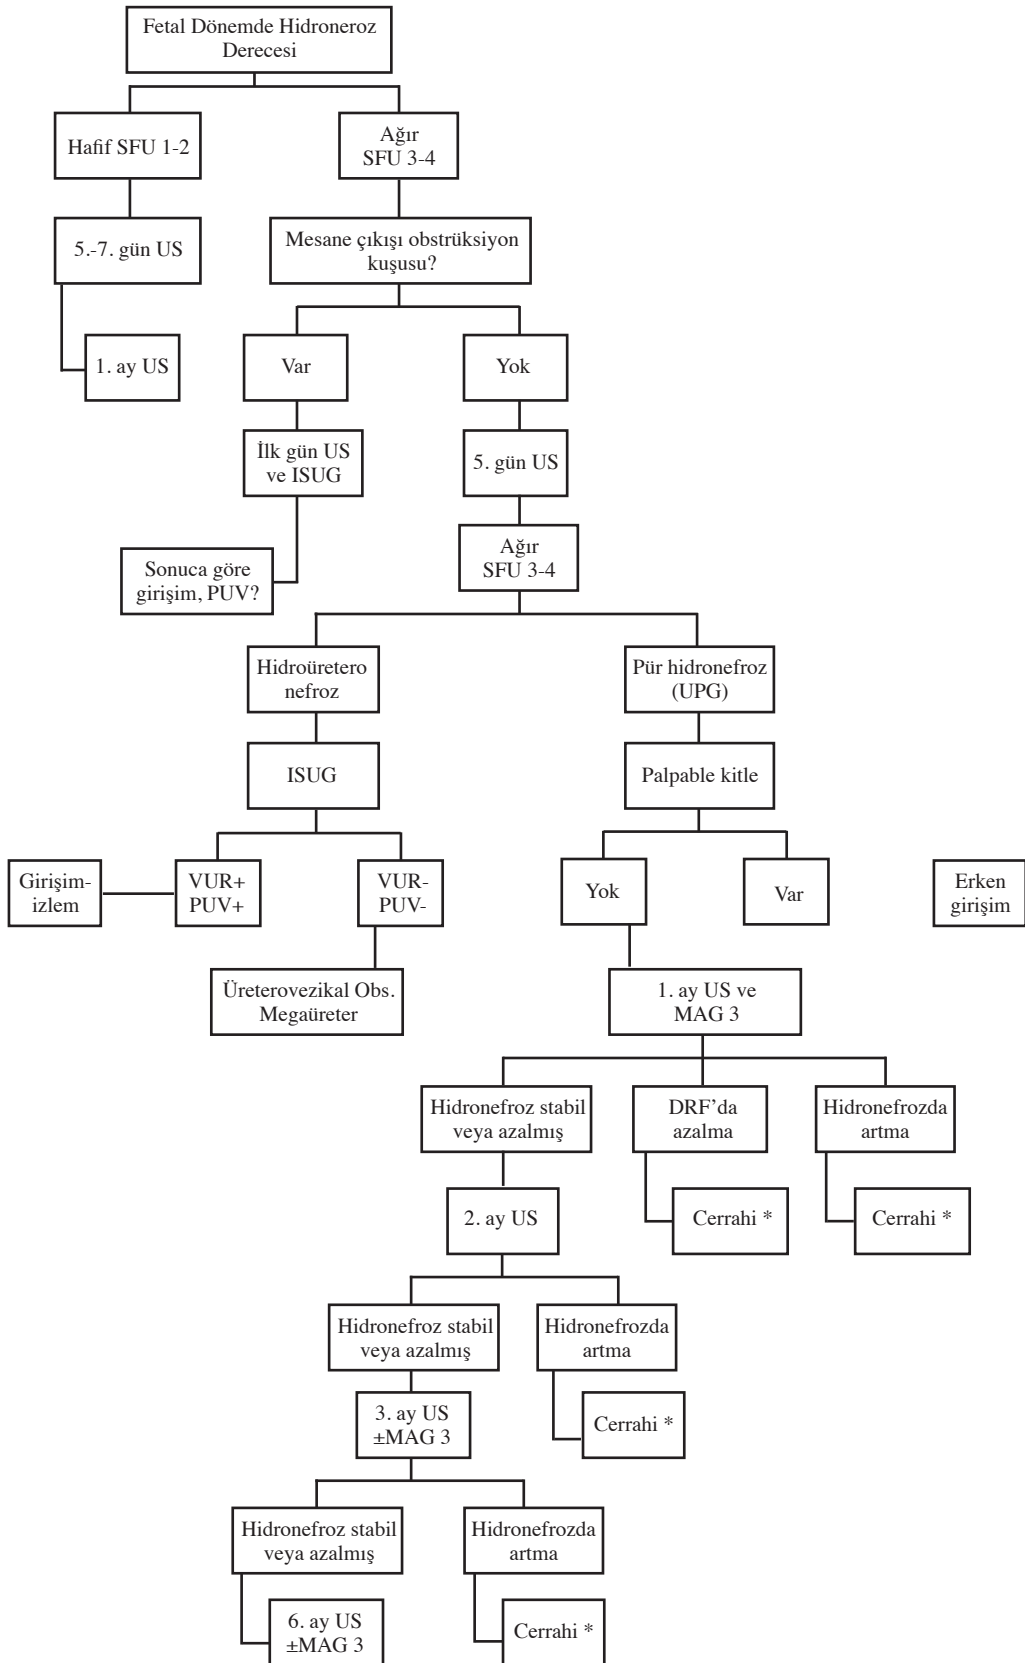 Fetal Dönemde Hidroneroz
Derecesi
Hafif SFU 1-2
Ağır
SFU 3-4
5.-7. gün US
Mesane çıkışı obstrüksiyon
kuşusu?
1. ay US
Var
Yok
İlk gün US
ve ISUG
5. gün US
Sonuca göre
girişim, PUV?
Ağır
SFU 3-4
Hidroüretero
nefroz
Pür hidronefroz
(UPG)
ISUG
Palpable kitle
Girişim-
izlem
VUR+
PUV+
VUR-
PUV-
Yok
Var
Erken
girişim
Üreterovezikal Obs.
Megaüreter
1. ay US ve
MAG 3
Hidronefroz stabil
veya azalmış
DRF’da
azalma
Hidronefrozda
artma
2. ay US
Cerrahi *
Cerrahi *
Hidronefroz stabil
veya azalmış
Hidronefrozda
artma
3. ay US
±MAG 3
Cerrahi *
Hidronefroz stabil
veya azalmış
Hidronefrozda
artma
6. ay US
±MAG 3
Cerrahi *